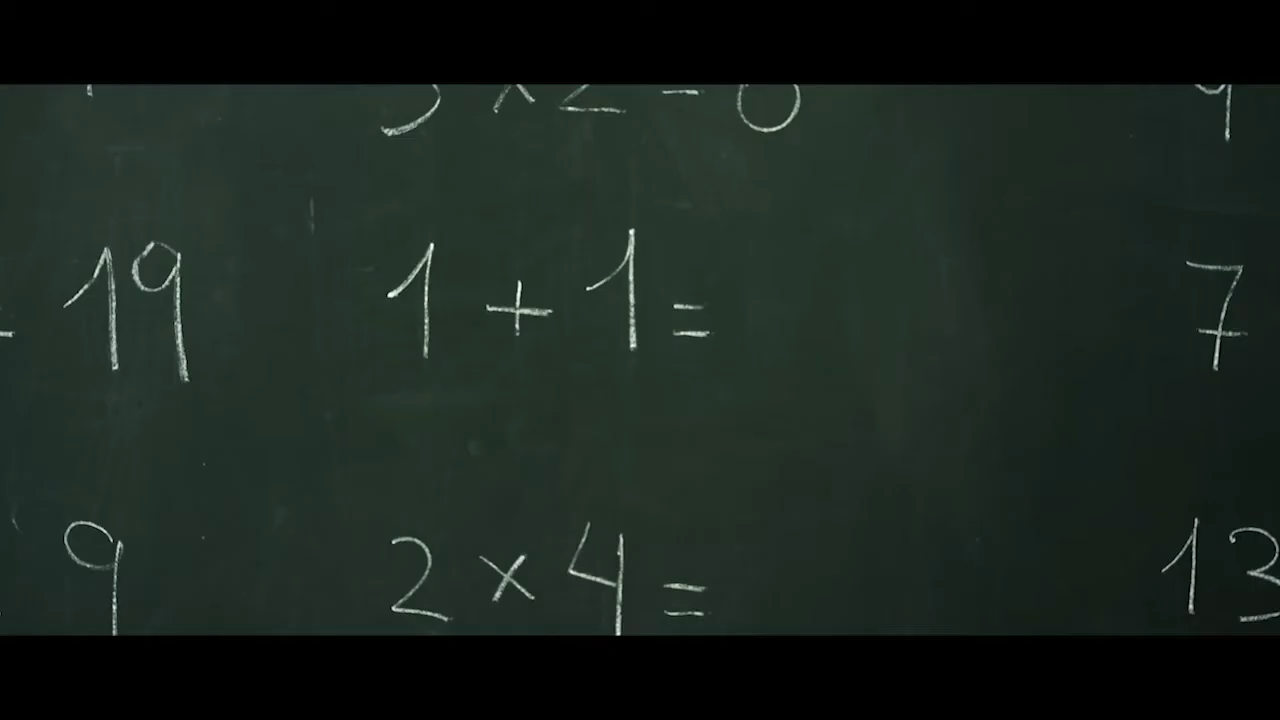 19 1 + 1 = 7
9 2 × 4 = 13